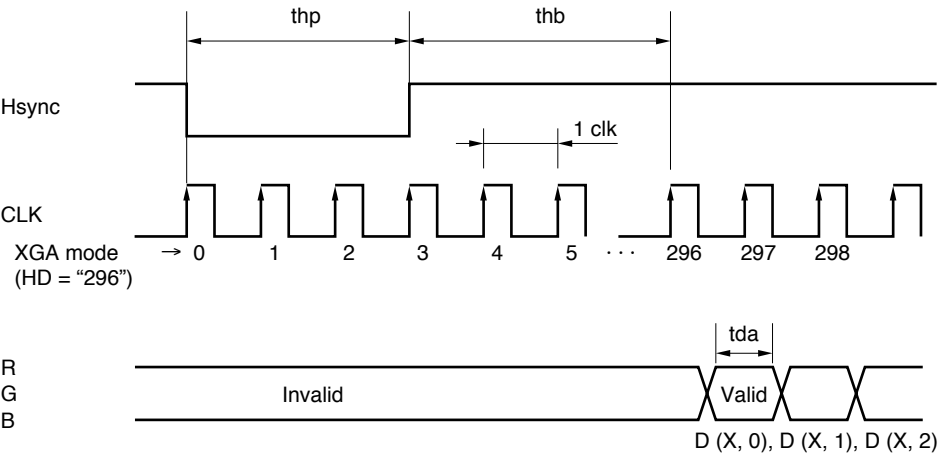 thp thb
Hsync
1 clk
CLK
XGA mode → 0 1 2 3 4 5 · · · 296 297 298
(HD = “296”)
tda
R
G Invalid Valid
B
D (X, 0), D (X, 1), D (X, 2)